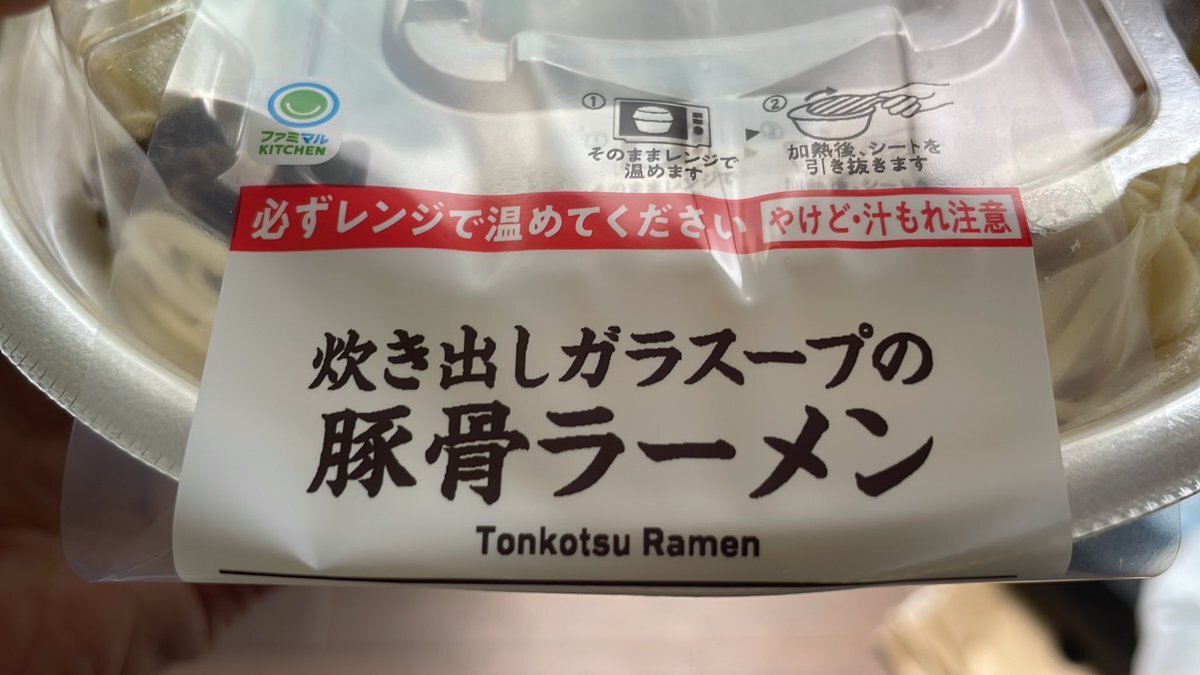 ファミマル
KITCHEN
①
そのままレンジで
温めます
②
加熱後、シートを
引き抜きます
必ずレンジで温めてください
やけど・汁もれ注意
炊き出しガラスープの
豚骨ラーメン
Tonkotsu Ramen